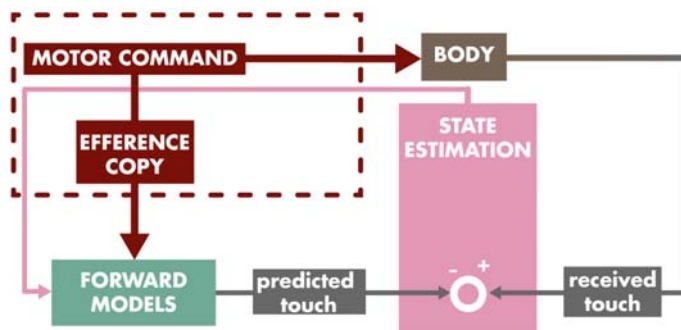 MOTOR COMMAND
BODY
EFFERENCE
COPY
STATE
ESTIMATION
- +
FORWARD
MODELS
predicted
touch
received
touch